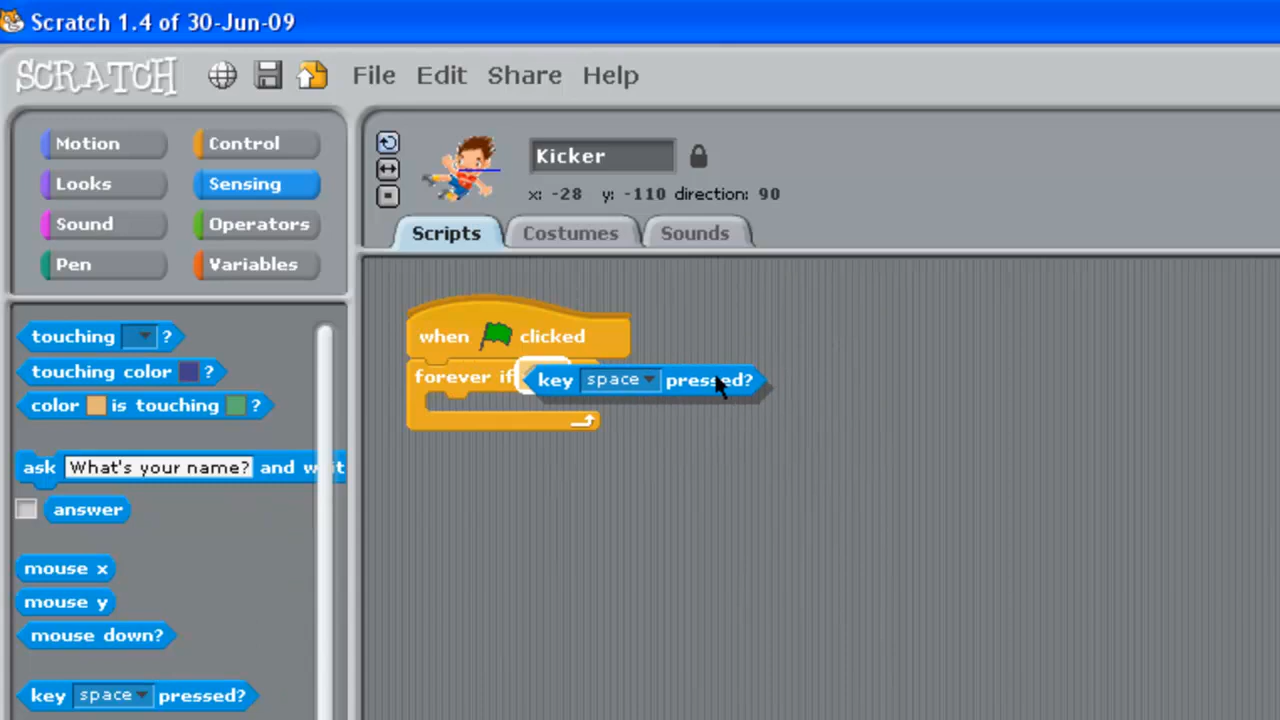 Scratch 1.4 of 30-Jun-09
SCRATCH File Edit Share Help
Motion Control
Looks Sensing
Sound Operators
Pen Variables
Kicker
x: -28 y: -110 direction: 90
Scripts Costumes Sounds
touching ?
touching color ?
color is touching ?
ask What's your name? and wait
answer
mouse x
mouse y
mouse down?
key space pressed?
when clicked
forever if key space pressed?